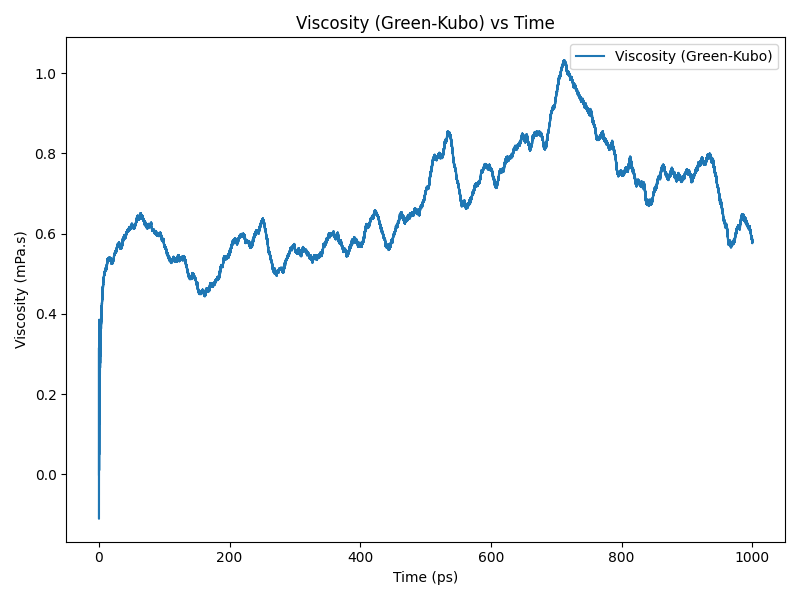 Viscosity (Green-Kubo) vs Time
Viscosity (Green-Kubo)
1.0
0.8
0.6
0.4
0.2
0.0
Viscosity (mPa.s)
0 200 400 600 800 1000
Time (ps)